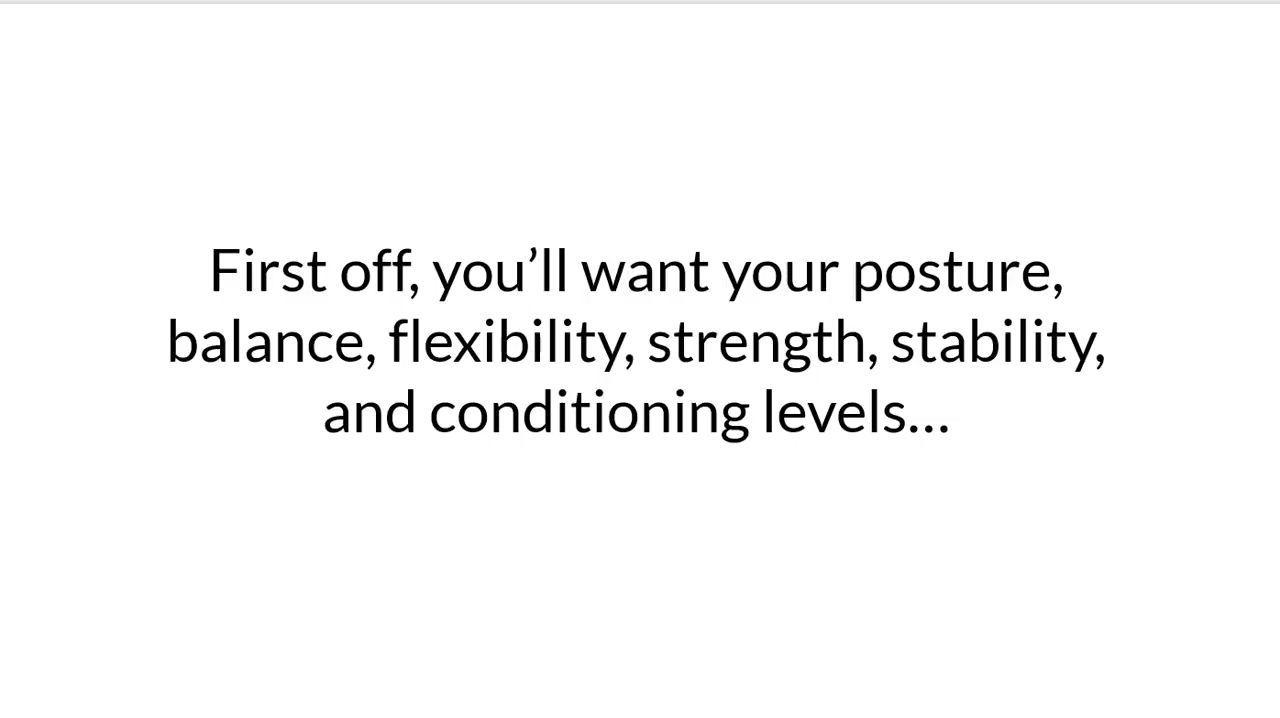 First off, you’ll want your posture,
balance, flexibility, strength, stability,
and conditioning levels...